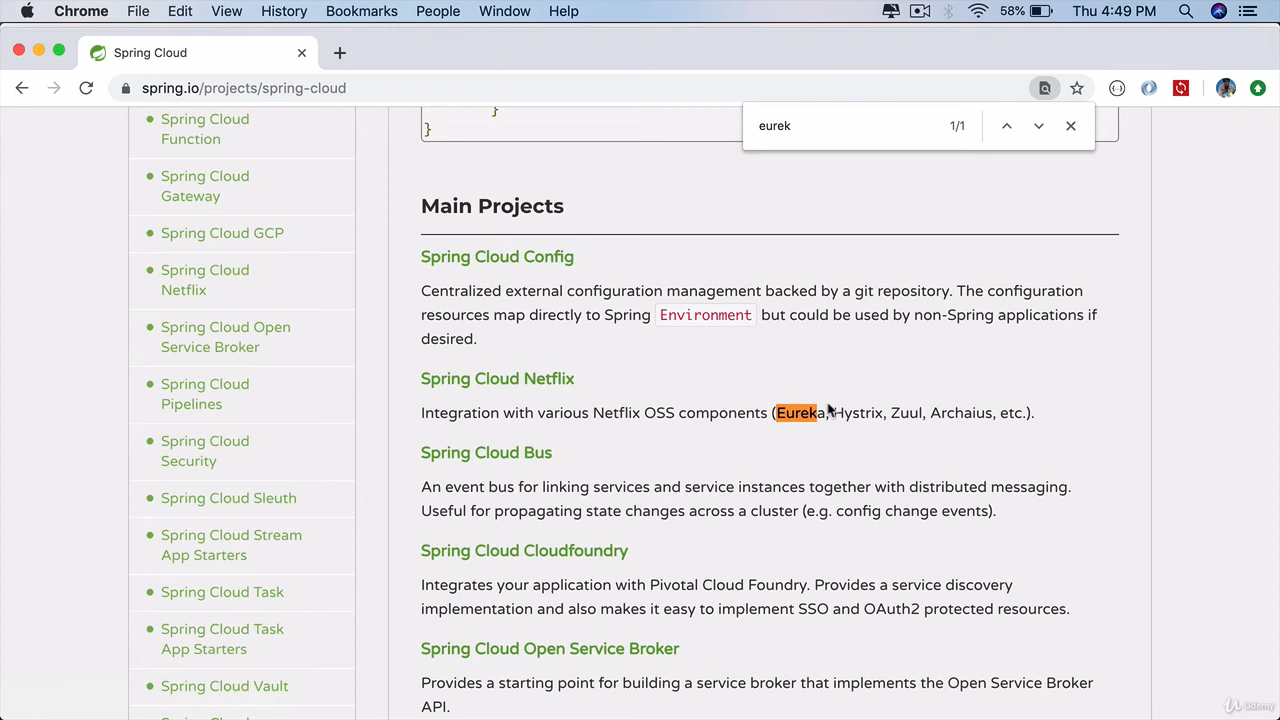 Chrome File Edit View History Bookmarks People Window Help 58% Thu 4:49 PM
Spring Cloud
spring.io/projects/spring-cloud
eurek 1/1
Spring Cloud
Function
Spring Cloud
Gateway
Spring Cloud GCP
Spring Cloud
Netflix
Spring Cloud Open
Service Broker
Spring Cloud
Pipelines
Spring Cloud
Security
Spring Cloud Sleuth
Spring Cloud Stream
App Starters
Spring Cloud Task
Spring Cloud Task
App Starters
Spring Cloud Vault
}
}
Main Projects
Spring Cloud Config
Centralized external configuration management backed by a git repository. The configuration
resources map directly to Spring Environment but could be used by non-Spring applications if
desired.
Spring Cloud Netflix
Integration with various Netflix OSS components (Eureka, Hystrix, Zuul, Archaius, etc.).
Spring Cloud Bus
An event bus for linking services and service instances together with distributed messaging.
Useful for propagating state changes across a cluster (e.g. config change events).
Spring Cloud Cloudfoundry
Integrates your application with Pivotal Cloud Foundry. Provides a service discovery
implementation and also makes it easy to implement SSO and OAuth2 protected resources.
Spring Cloud Open Service Broker
Provides a starting point for building a service broker that implements the Open Service Broker
API.
Udemy